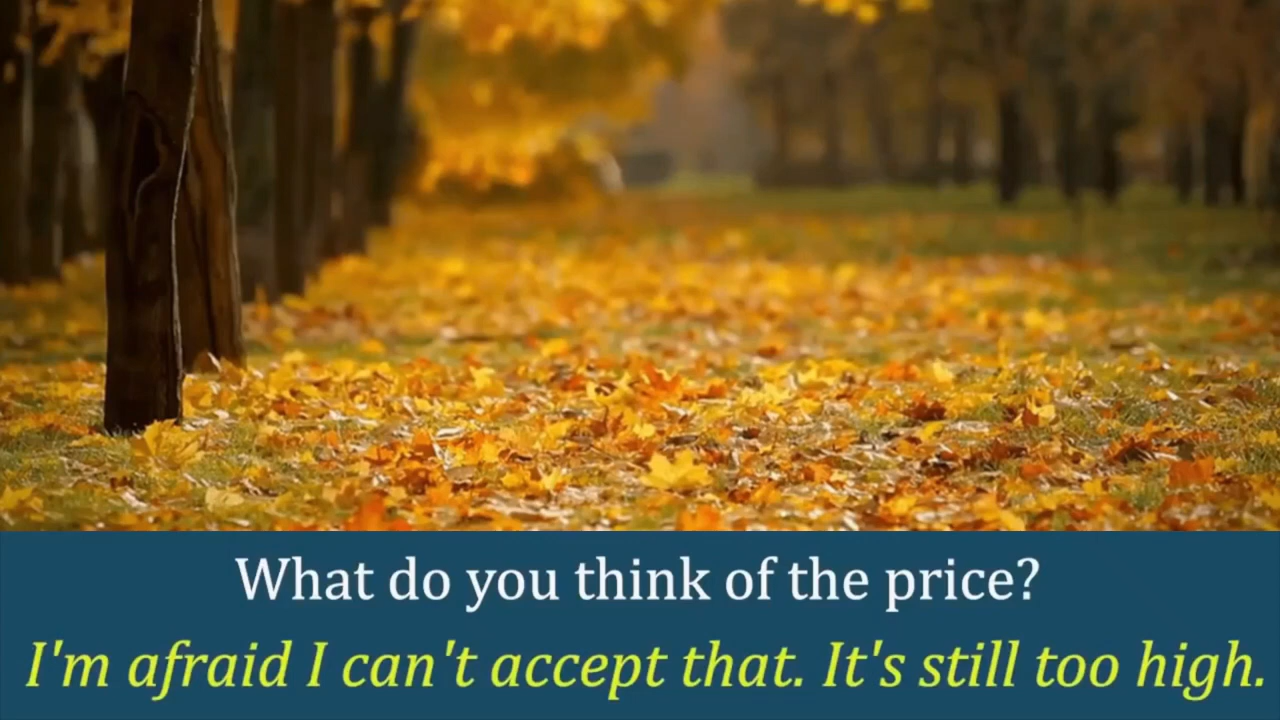 What do you think of the price?
I'm afraid I can't accept that. It's still too high.